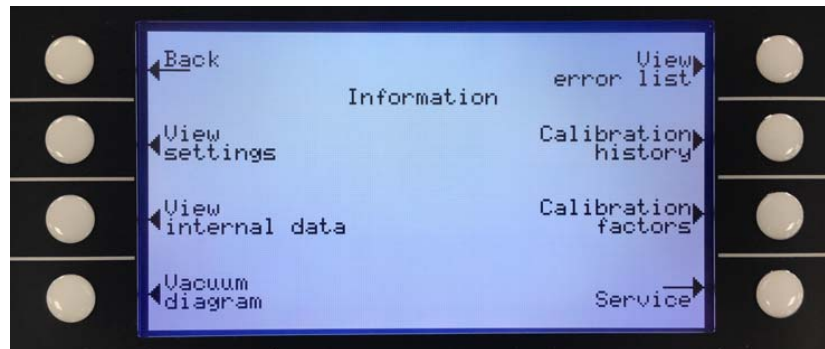 Back
View
error list
Information
View
settings
Calibration
history
View
internal data
Calibration
factors
Vacuum
diagram
Service